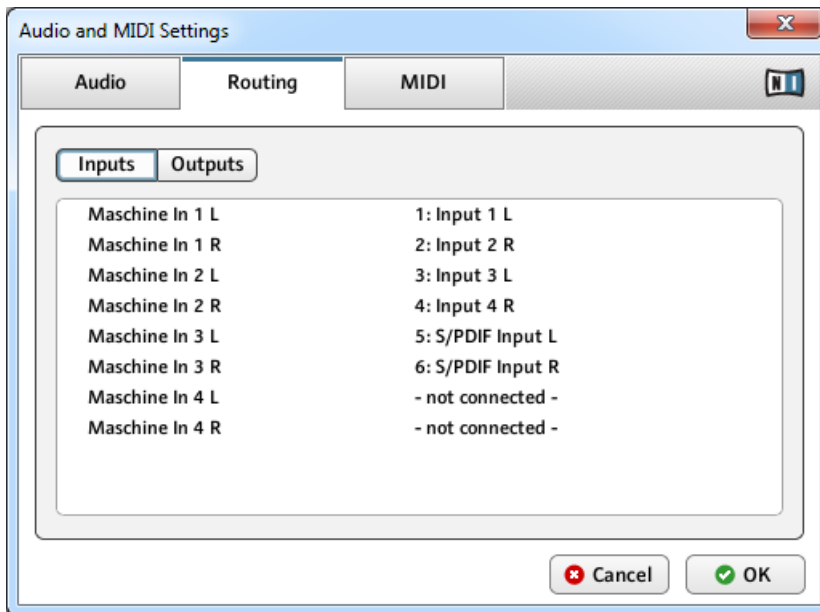 Audio and MIDI Settings
Audio Routing MIDI
NI
Inputs Outputs
Maschine In 1 L 1: Input 1 L
Maschine In 1 R 2: Input 2 R
Maschine In 2 L 3: Input 3 L
Maschine In 2 R 4: Input 4 R
Maschine In 3 L 5: S/PDIF Input L
Maschine In 3 R 6: S/PDIF Input R
Maschine In 4 L - not connected -
Maschine In 4 R - not connected -
Cancel OK